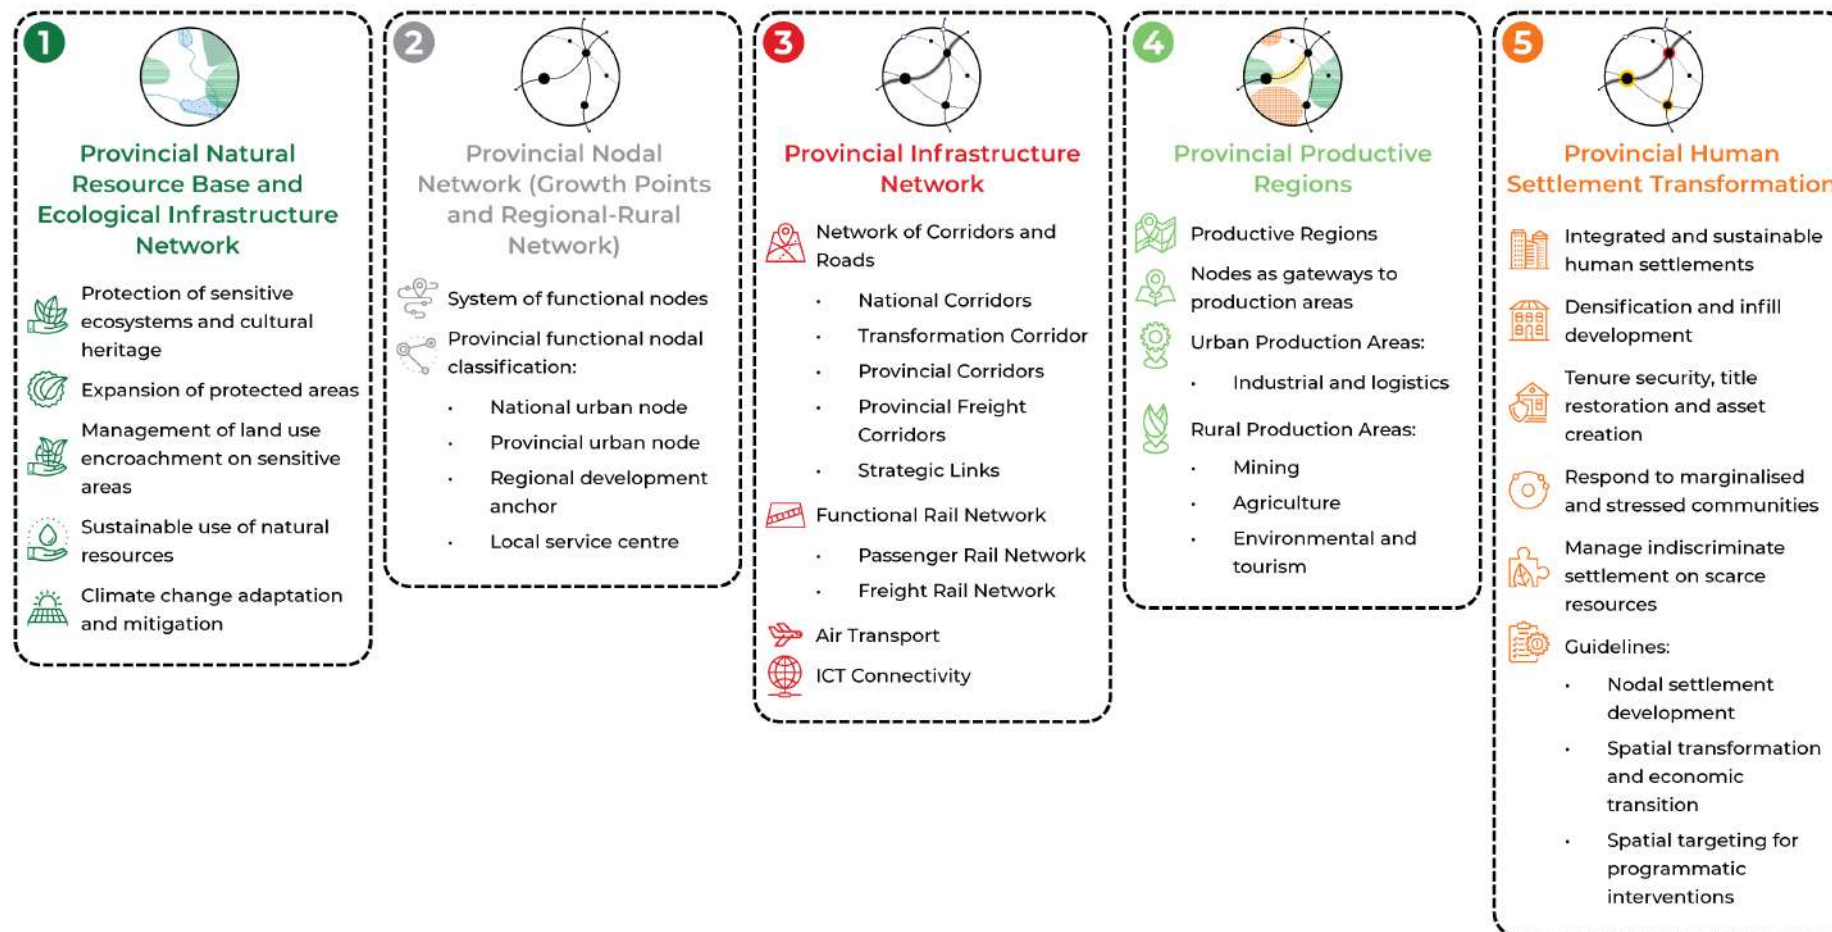 1
Provincial Natural
Resource Base and
Ecological Infrastructure
Network
Protection of sensitive
ecosystems and cultural
heritage
Expansion of protected areas
Management of land use
encroachment on sensitive
areas
Sustainable use of natural
resources
Climate change adaptation
and mitigation
2
Provincial Nodal
Network (Growth Points
and Regional-Rural
Network)
System of functional nodes
Provincial functional nodal
classification:
• National urban node
• Provincial urban node
• Regional development
anchor
• Local service centre
3
Provincial Infrastructure
Network
Network of Corridors and
Roads
• National Corridors
• Transformation Corridor
• Provincial Corridors
• Provincial Freight
Corridors
• Strategic Links
Functional Rail Network
• Passenger Rail Network
• Freight Rail Network
Air Transport
ICT Connectivity
4
Provincial Productive
Regions
Productive Regions
Nodes as gateways to
production areas
Urban Production Areas:
• Industrial and logistics
Rural Production Areas:
• Mining
• Agriculture
• Environmental and
tourism
5
Provincial Human
Settlement Transformation
Integrated and sustainable
human settlements
Densification and infill
development
Tenure security, title
restoration and asset
creation
Respond to marginalised
and stressed communities
Manage indiscriminate
settlement on scarce
resources
Guidelines:
• Nodal settlement
development
• Spatial transformation
and economic
transition
• Spatial targeting for
programmatic
interventions